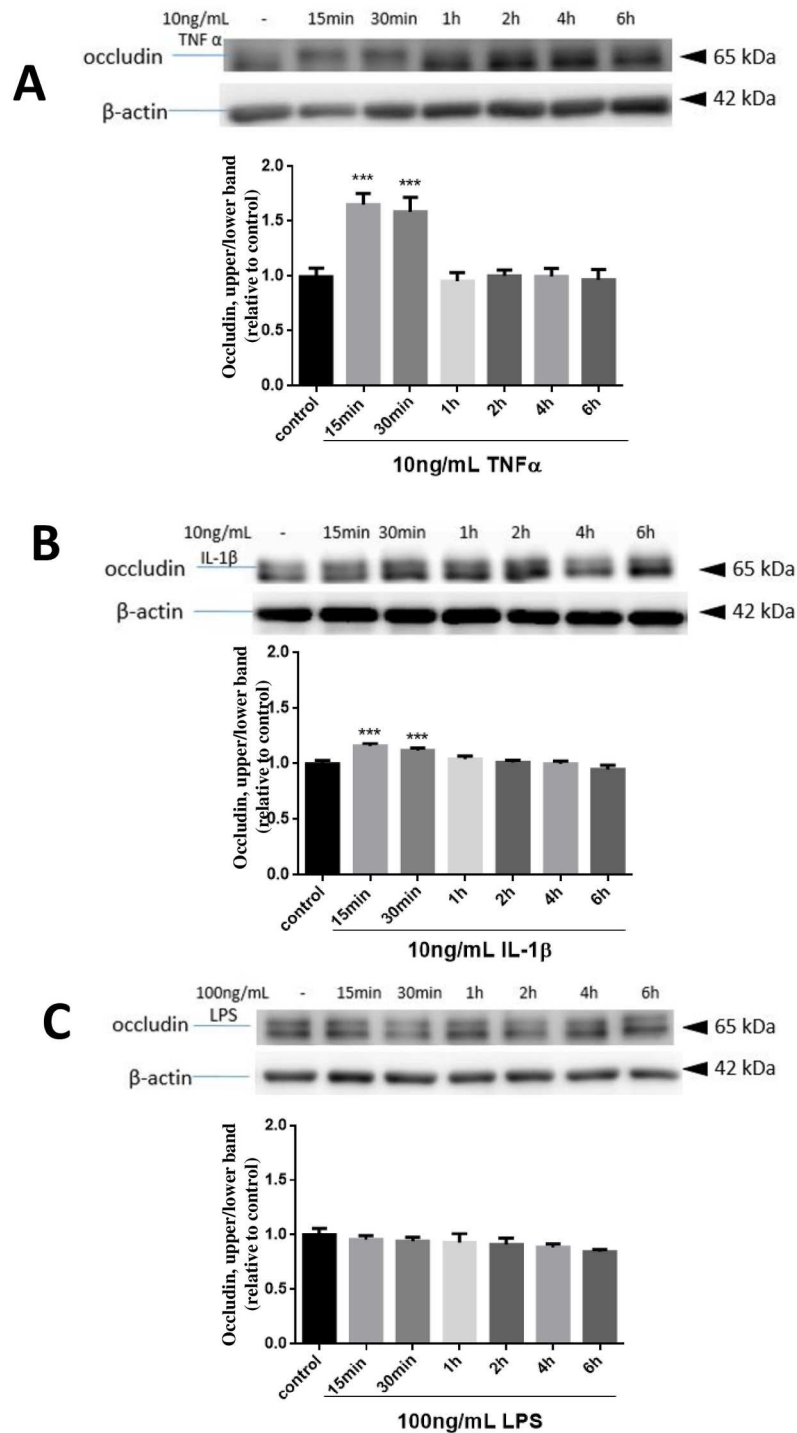 10ng/mL - 15min 30min 1h 2h 4h 6h
TNF α
occludin 65 kDa
A
β-actin 42 kDa
Occludin, upper/lower band
(relative to control)
2.0
*** ***
1.5
1.0
0.5
0.0
control 15min 30min 1h 2h 4h 6h
10ng/mL TNFα
B
10ng/mL - 15min 30min 1h 2h 4h 6h
IL-1β
occludin 65 kDa
β-actin 42 kDa
Occludin, upper/lower band
(relative to control)
2.0
1.5
*** ***
1.0
0.5
0.0
control 15min 30min 1h 2h 4h 6h
10ng/mL IL-1β
C
100ng/mL - 15min 30min 1h 2h 4h 6h
LPS
occludin 65 kDa
β-actin 42 kDa
Occludin, upper/lower band
(relative to control)
2.0
1.5
1.0
0.5
0.0
control 15min 30min 1h 2h 4h 6h
100ng/mL LPS